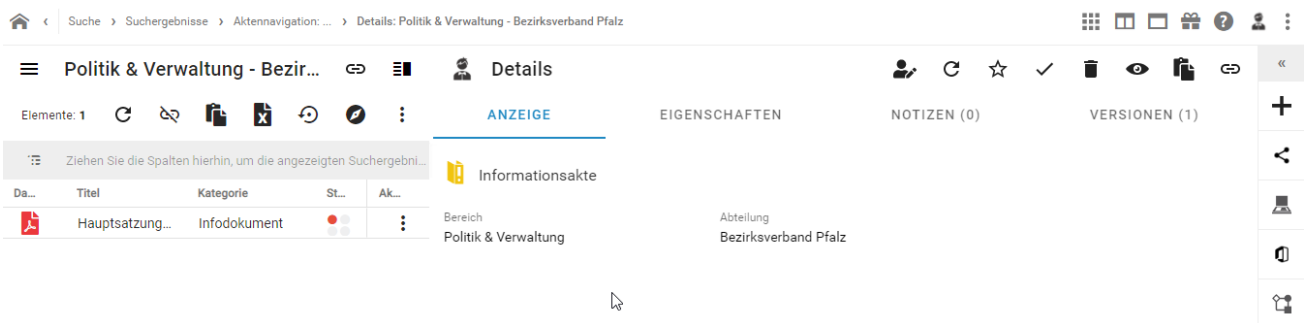 Suche > Suchergebnisse > Aktennavigation: ... > Details: Politik & Verwaltung - Bezirksverband Pfalz
Politik & Verwaltung - Bezir...
Details
Elemente: 1
ANZEIGE
EIGENSCHAFTEN
NOTIZEN (0)
VERSIONEN (1)
Ziehen Sie die Spalten hierhin, um die angezeigten Suchergebni...
Informationsakte
Da... Titel Kategorie St... Ak...
Hauptsatzung... Infodokument
Bereich
Politik & Verwaltung
Abteilung
Bezirksverband Pfalz